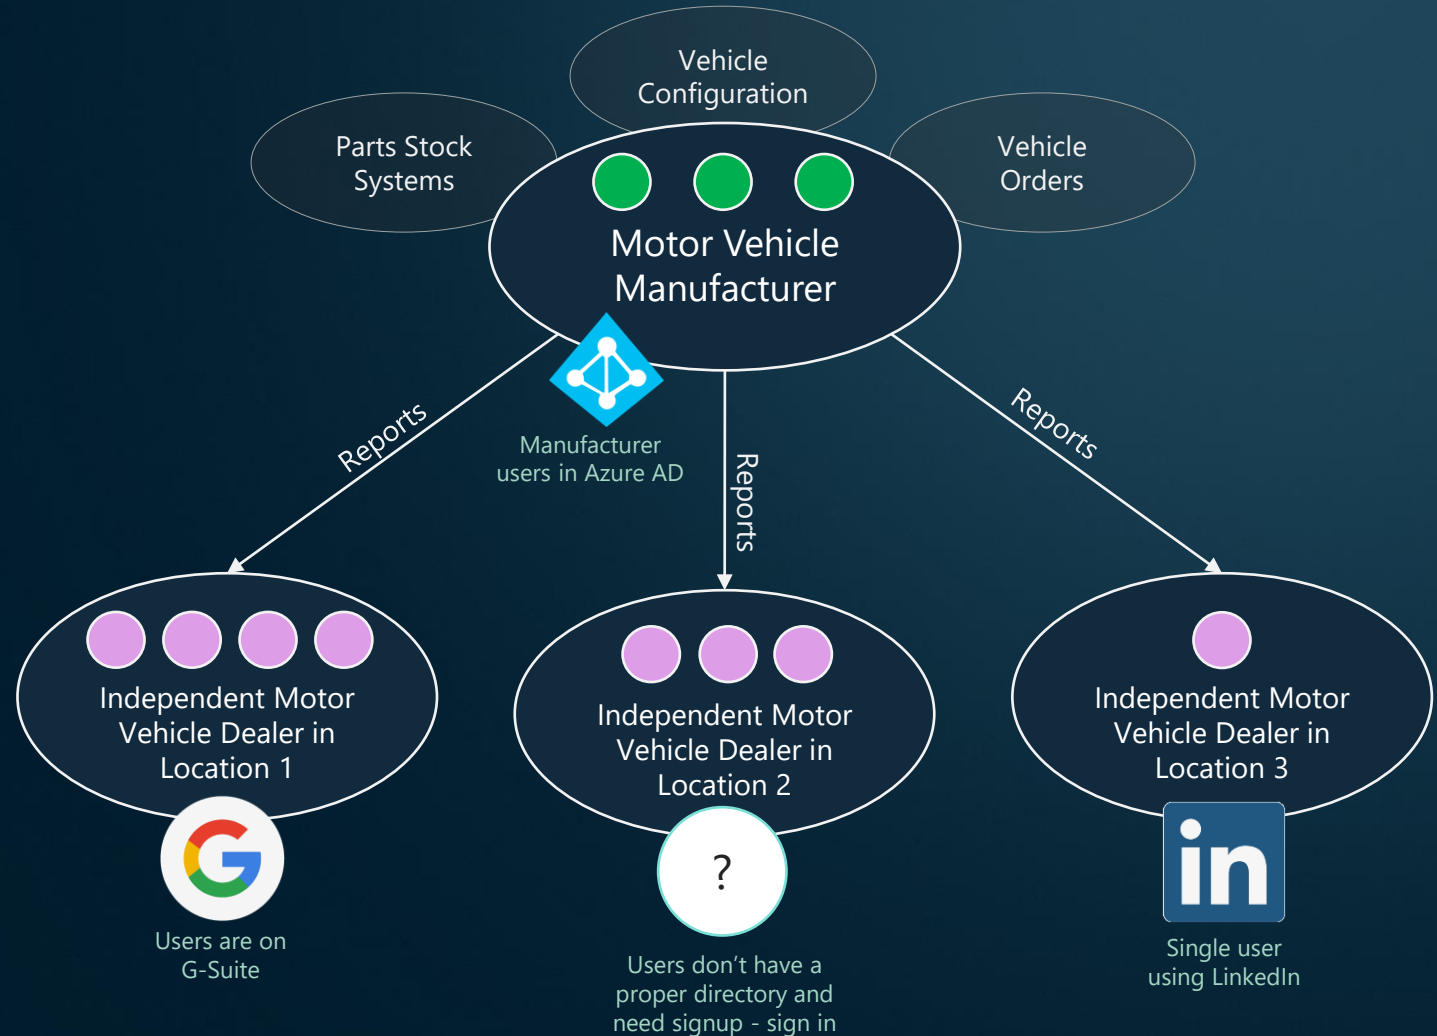 Vehicle
Configuration
Parts Stock
Systems
Vehicle
Orders
Motor Vehicle
Manufacturer
Manufacturer
users in Azure AD
Reports
Reports
Reports
Independent Motor
Vehicle Dealer in
Location 1
Independent Motor
Vehicle Dealer in
Location 2
Independent Motor
Vehicle Dealer in
Location 3
G
?
in
Users are on
G-Suite
Users don’t have a
proper directory and
need signup - sign in
Single user
using LinkedIn